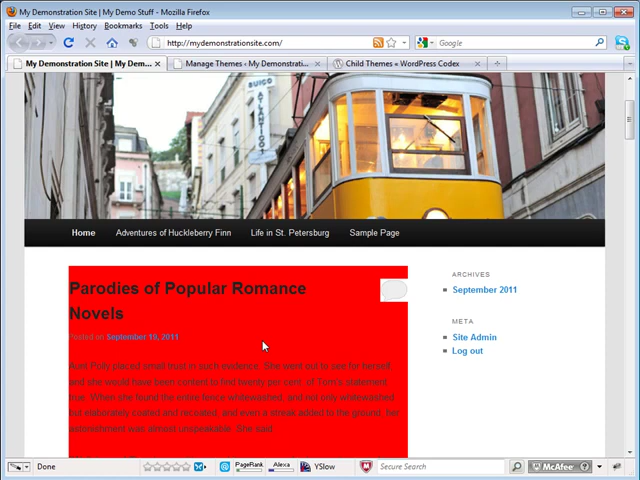 My Demonstration Site | My Demo Stuff - Mozilla Firefox
File Edit View History Bookmarks Tools Help
http://mydemonstrationsite.com/
Google
My Demonstration Site | My Dem...
Manage Themes ‹ My Demonstrati...
Child Themes « WordPress Codex
Home
Adventures of Huckleberry Finn
Life in St. Petersburg
Sample Page
Parodies of Popular Romance
Novels
Posted on September 19, 2011
Aunt Polly placed small trust in such evidence. She went out to see for herself;
and she would have been content to find twenty per cent. of Tom's statement
true. When she found the entire fence whitewashed, and not only whitewashed
but elaborately coated and recoated, and even a streak added to the ground, her
astonishment was almost unspeakable. She said:
ARCHIVES
September 2011
META
Site Admin
Log out
Done
PageRank
Alexa
YSlow
Secure Search
McAfee